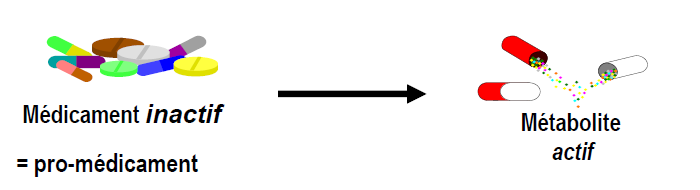 Médicament inactif
= pro-médicament
Métabolite
actif